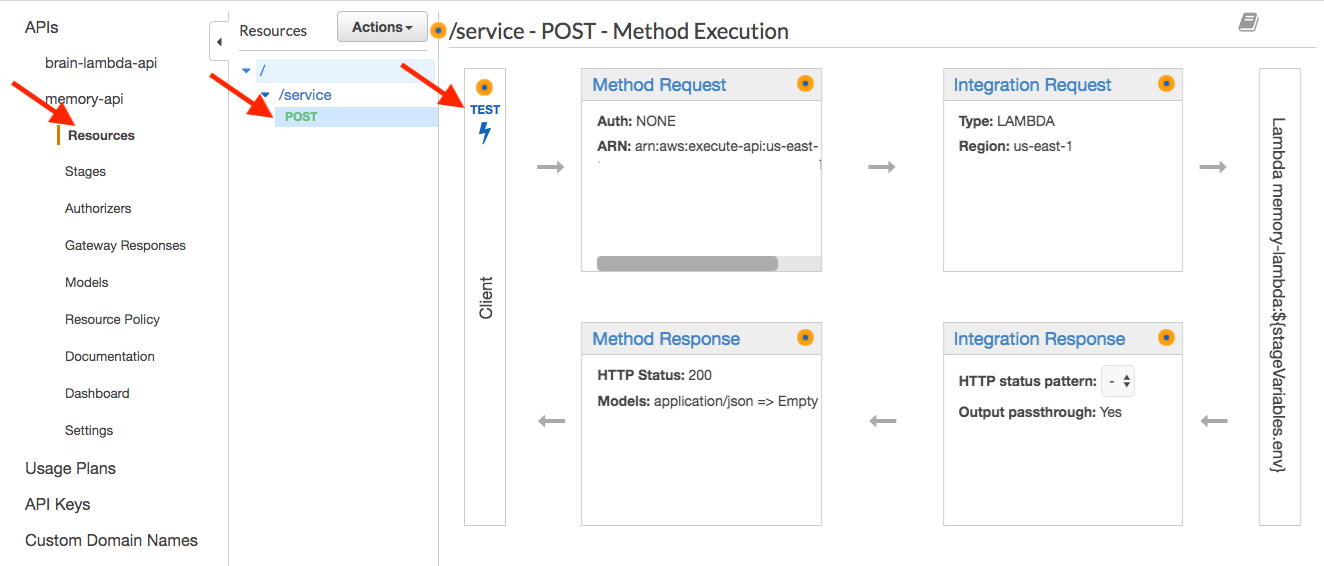 APIs
brain-lambda-api
memory-api
Resources
Stages
Authorizers
Gateway Responses
Models
Resource Policy
Documentation
Dashboard
Settings
Usage Plans
API Keys
Custom Domain Names
Resources
Actions
/
/service
POST
/service - POST - Method Execution
TEST
Client
Method Request
Auth: NONE
ARN: arn:aws:execute-api:us-east-
Integration Request
Type: LAMBDA
Region: us-east-1
Method Response
HTTP Status: 200
Models: application/json => Empty
Integration Response
HTTP status pattern: -
Output passthrough: Yes
Lambda memory-lambda:${stageVariables.env}